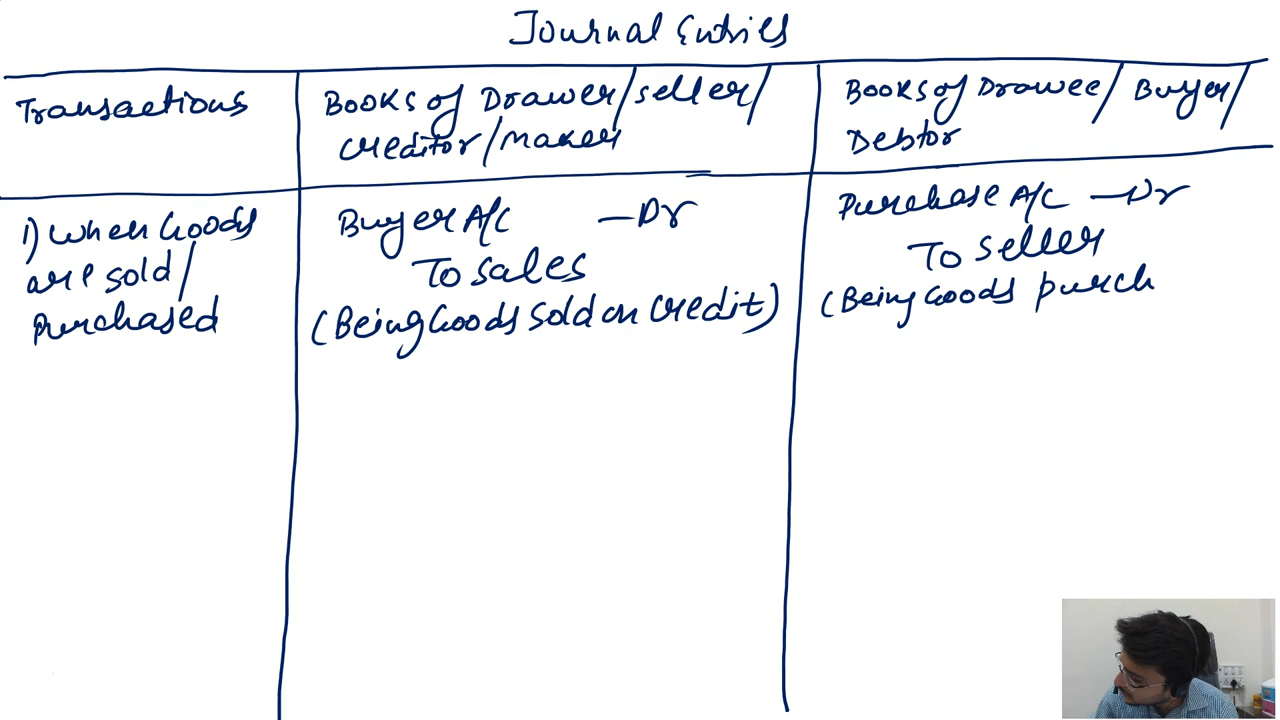 Journal Entries
Transactions
Books of Drawer/seller/
creditor/maker
Books of Drawee/ Buyer/
Debtor
1) When Goods
are sold/
Purchased
Buyer A/c —Dr
To sales
(Being Goods sold on credit)
Purchase A/c —Dr
To seller
(Being Goods purch